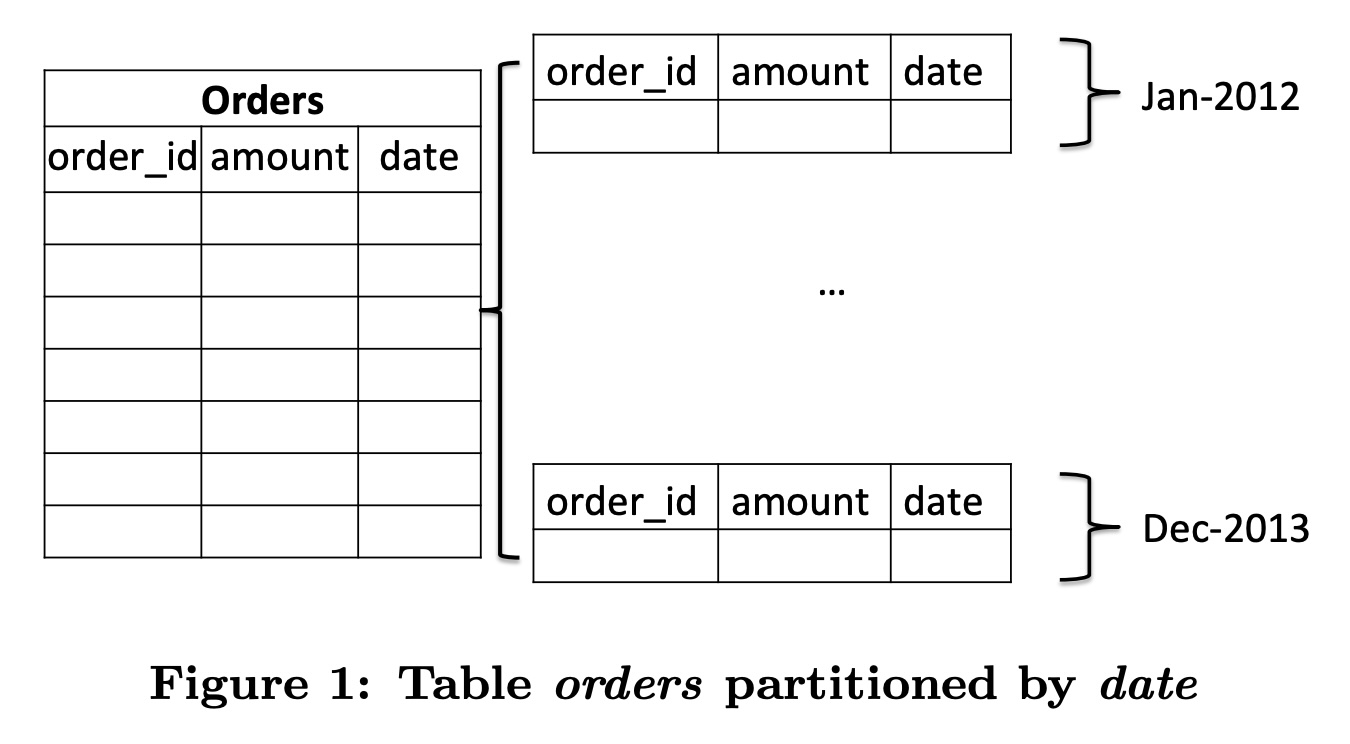 Orders
order_id amount date
order_id amount date
Jan-2012
...
order_id amount date
Dec-2013
Figure 1: Table orders partitioned by date